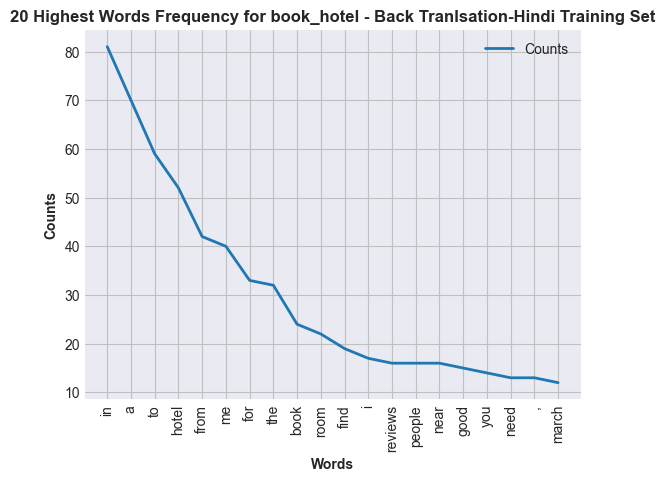 20 Highest Words Frequency for book_hotel - Back Tranlsation-Hindi Training Set
Counts
80
70
60
50
40
30
20
10
Counts
in
a
to
hotel
from
me
for
the
book
room
find
i
reviews
people
near
good
you
need
,
march
Words